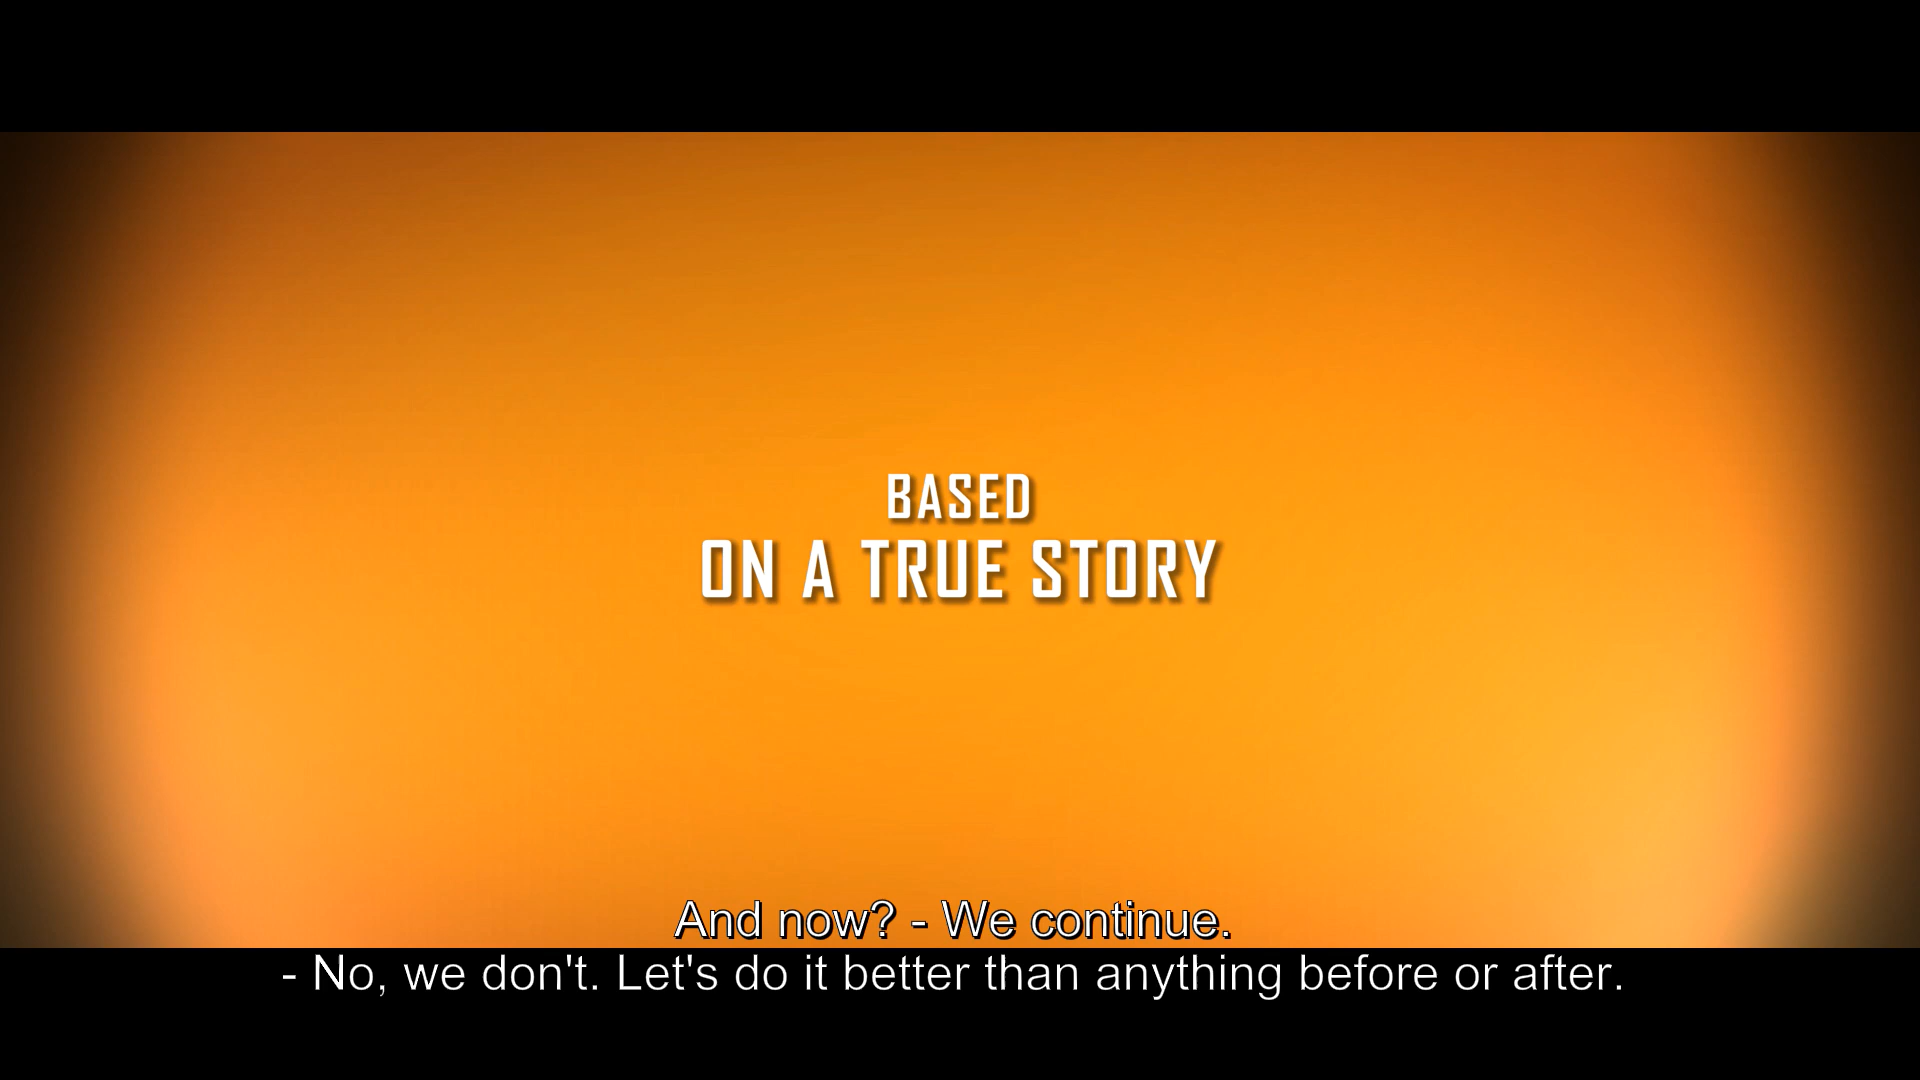 BASED
ON A TRUE STORY
And now? - We continue.
- No, we don't. Let's do it better than anything before or after.